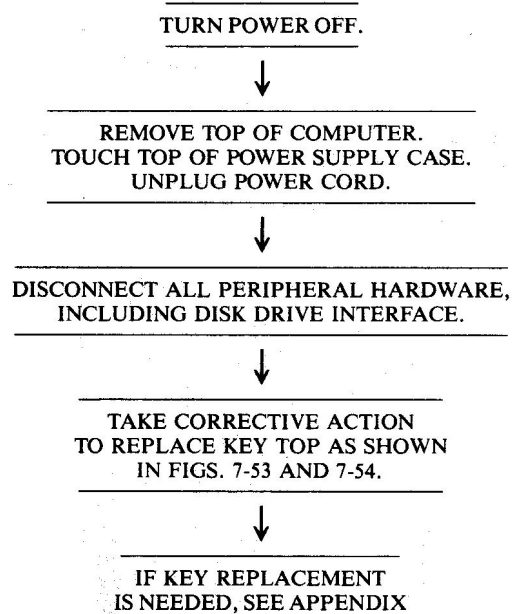 TURN POWER OFF.
REMOVE TOP OF COMPUTER.
TOUCH TOP OF POWER SUPPLY CASE.
UNPLUG POWER CORD.
DISCONNECT ALL PERIPHERAL HARDWARE,
INCLUDING DISK DRIVE INTERFACE.
TAKE CORRECTIVE ACTION
TO REPLACE KEY TOP AS SHOWN
IN FIGS. 7-53 AND 7-54.
IF KEY REPLACEMENT
IS NEEDED, SEE APPENDIX